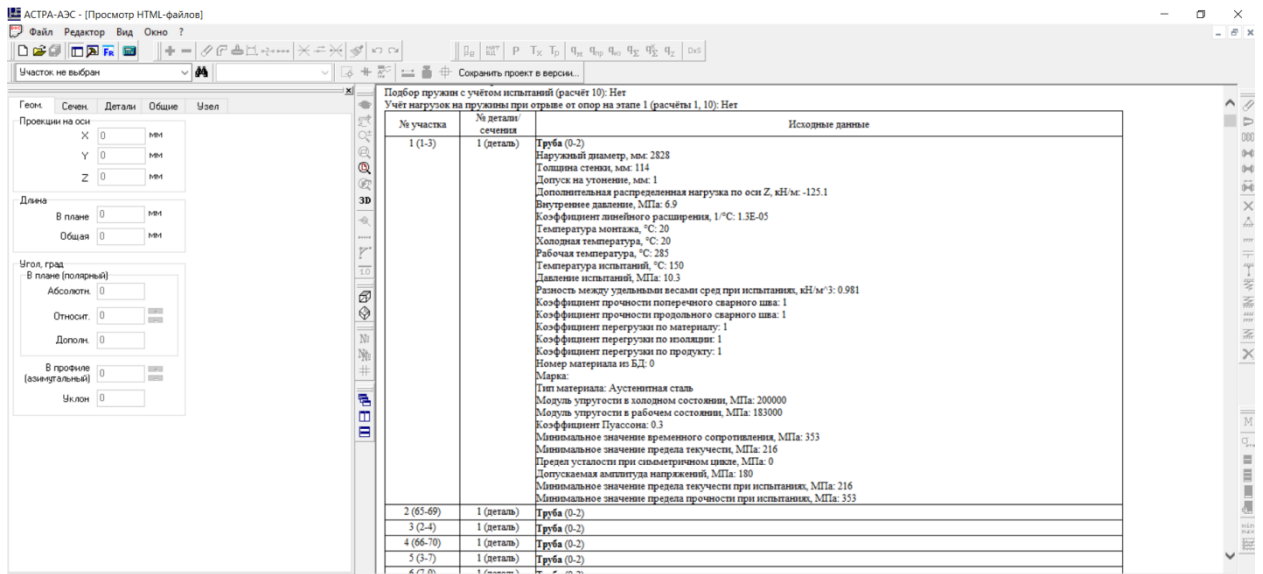 АСТРА-АЭС - [Просмотр HTML-файлов]
Файл Редактор Вид Окно ?
P Tx Tp
DxS
Участок не выбран
Сохранить проект в версии...
Геом. Сечен. Детали Общие Узел
Проекции на оси
X 0 мм
Y 0 мм
Z 0 мм
Длина
В плане 0 мм
Общая 0 мм
Угол, град
В плане (полярный)
Абсолютн. 0
Относит. 0
Дополн. 0
В профиле (азимутальный) 0
Уклон 0
3D
1.0
Подбор пружин с учётом испытаний (расчёт 10): Нет
Учёт нагрузок на пружины при отрыве от опор на этапе 1 (расчёты 1, 10): Нет
№ участка № детали/ сечения Исходные данные
1 (1-3) 1 (деталь) Труба (0-2)
Наружный диаметр, мм: 2828
Толщина стенки, мм: 114
Допуск на утонение, мм: 1
Дополнительная распределенная нагрузка по оси Z, кН/м: -125.1
Внутреннее давление, МПа: 6.9
Коэффициент линейного расширения, 1/°C: 1.3E-05
Температура монтажа, °C: 20
Холодная температура, °C: 20
Рабочая температура, °C: 285
Температура испытаний, °C: 150
Давление испытаний, МПа: 10.3
Разность между удельными весами сред при испытаниях, кН/м^3: 0.981
Коэффициент прочности поперечного сварного шва: 1
Коэффициент прочности продольного сварного шва: 1
Коэффициент перегрузки по материалу: 1
Коэффициент перегрузки по изоляции: 1
Коэффициент перегрузки по продукту: 1
Номер материала из БД: 0
Марка:
Тип материала: Аустенитная сталь
Модуль упругости в холодном состоянии, МПа: 200000
Модуль упругости в рабочем состоянии, МПа: 183000
Коэффициент Пуассона: 0.3
Минимальное значение временного сопротивления, МПа: 353
Минимальное значение предела текучести, МПа: 216
Предел усталости при симметричном цикле, МПа: 0
Допускаемая амплитуда напряжений, МПа: 180
Минимальное значение предела текучести при испытаниях, МПа: 216
Минимальное значение предела прочности при испытаниях, МПа: 353
2 (65-69) 1 (деталь) Труба (0-2)
3 (2-4) 1 (деталь) Труба (0-2)
4 (66-70) 1 (деталь) Труба (0-2)
5 (3-7) 1 (деталь) Труба (0-2)